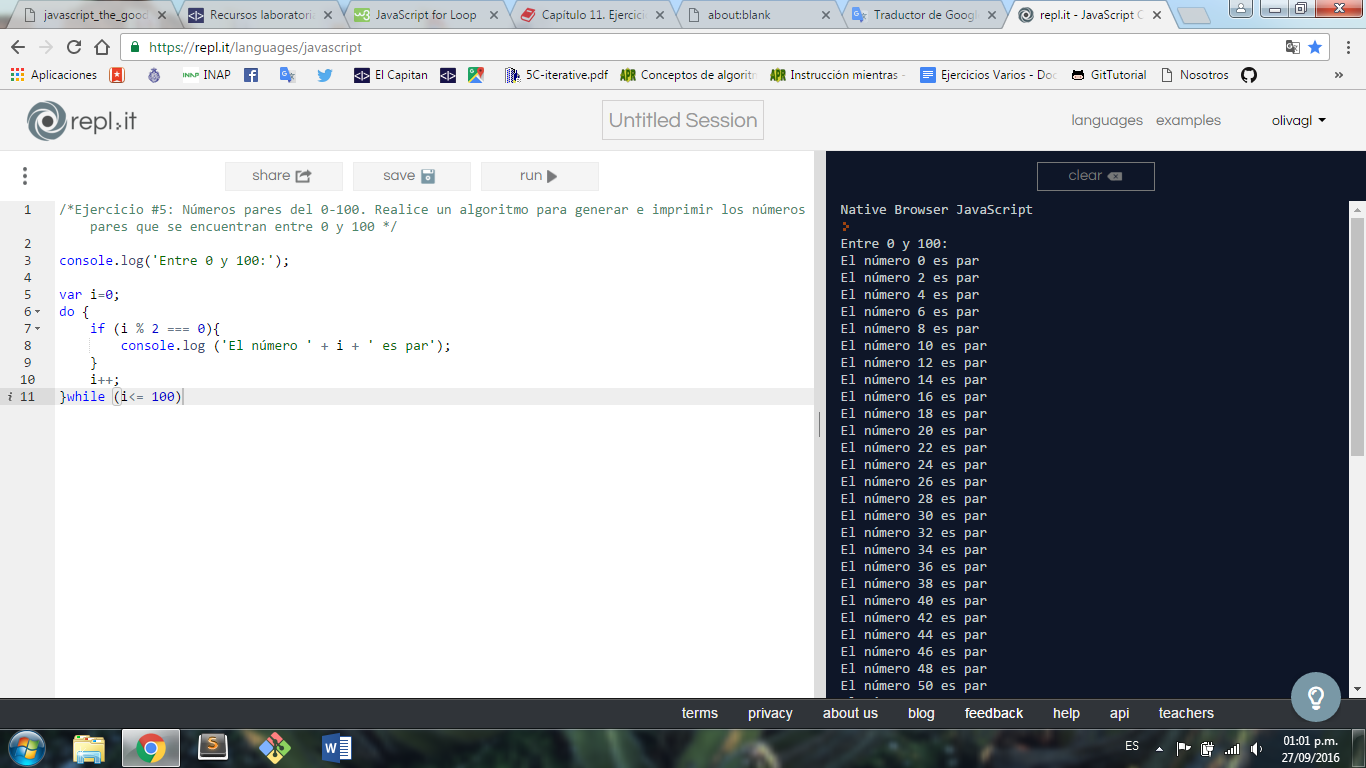 javascript_the_good
Recursos laboratori
JavaScript for Loop
Capítulo 11. Ejercici
about:blank
Traductor de Googl
repl.it - JavaScript C
https://repl.it/languages/javascript
Aplicaciones
INAP INAP
El Capitan
5C-iterative.pdf
APR Conceptos de algoritm
APR Instrucción mientras -
Ejercicios Varios - Doc
GitTutorial
Nosotros
»
repl.it
Untitled Session
languages
examples
olivagl
share
save
run
clear
1 /*Ejercicio #5: Números pares del 0-100. Realice un algoritmo para generar e imprimir los números
pares que se encuentran entre 0 y 100 */
2
3 console.log('Entre 0 y 100:');
4
5 var i=0;
6 do {
7 if (i % 2 === 0){
8 console.log ('El número ' + i + ' es par');
9 }
10 i++;
i 11 }while (i<= 100)
Native Browser JavaScript
Entre 0 y 100:
El número 0 es par
El número 2 es par
El número 4 es par
El número 6 es par
El número 8 es par
El número 10 es par
El número 12 es par
El número 14 es par
El número 16 es par
El número 18 es par
El número 20 es par
El número 22 es par
El número 24 es par
El número 26 es par
El número 28 es par
El número 30 es par
El número 32 es par
El número 34 es par
El número 36 es par
El número 38 es par
El número 40 es par
El número 42 es par
El número 44 es par
El número 46 es par
El número 48 es par
El número 50 es par
terms
privacy
about us
blog
feedback
help
api
teachers
ES
01:01 p.m.
27/09/2016